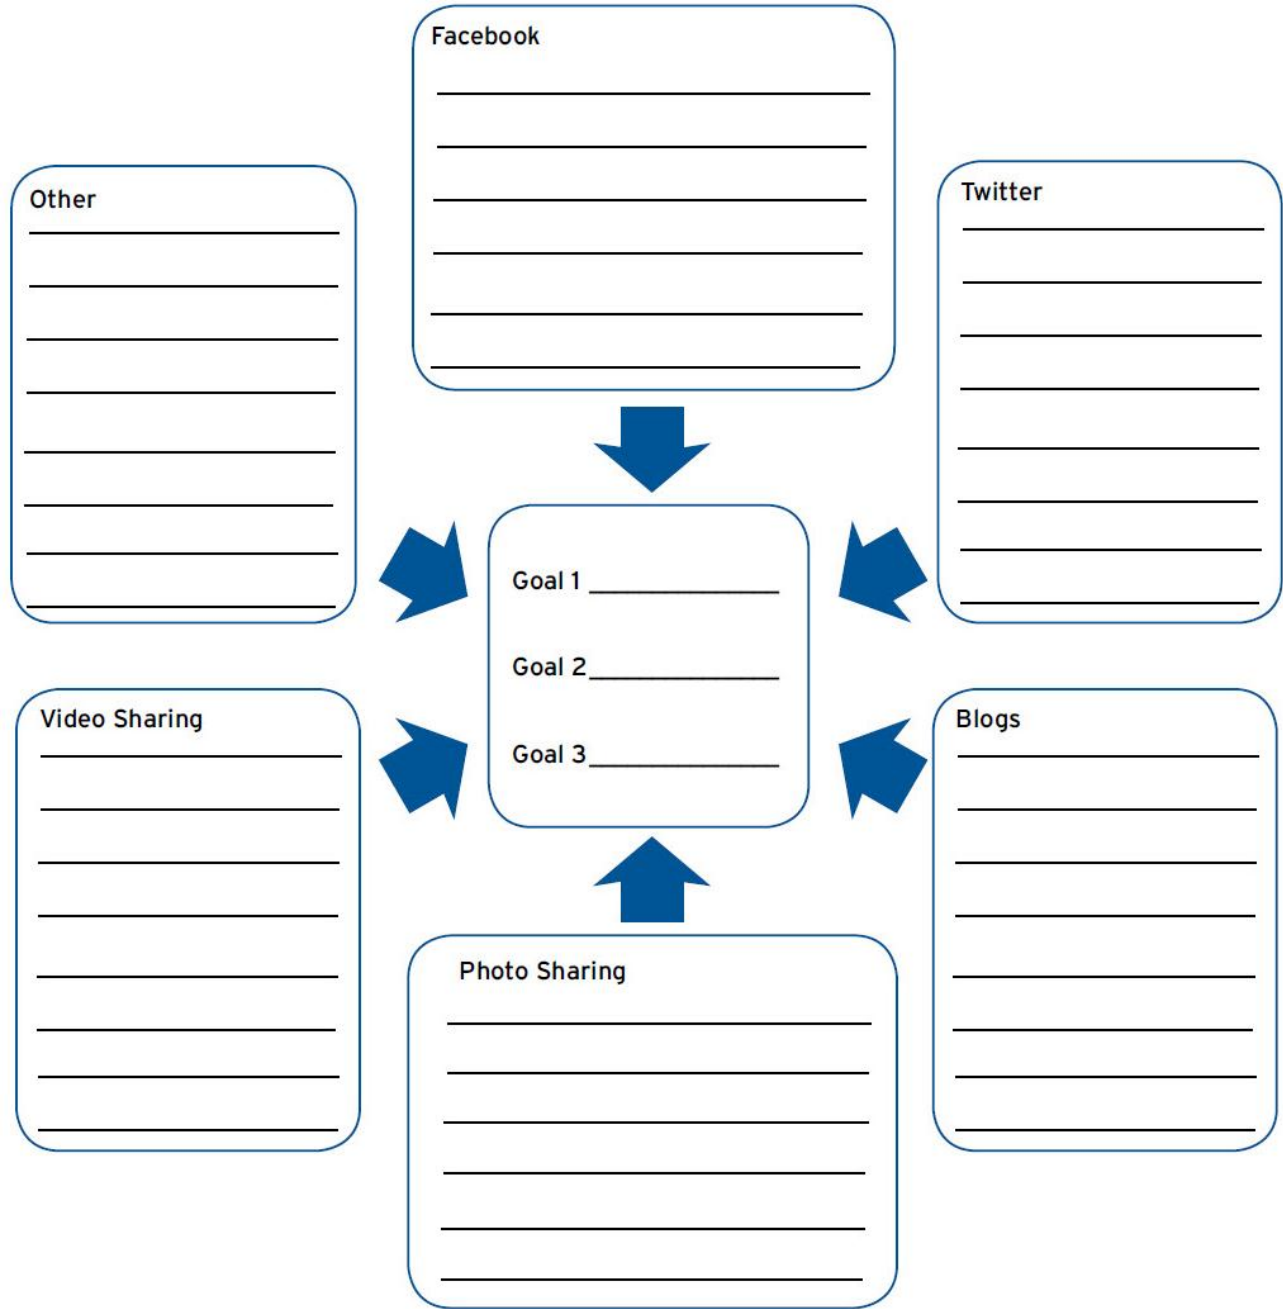 Facebook
Other
Twitter
Goal 1
Goal 2
Goal 3
Video Sharing
Blogs
Photo Sharing